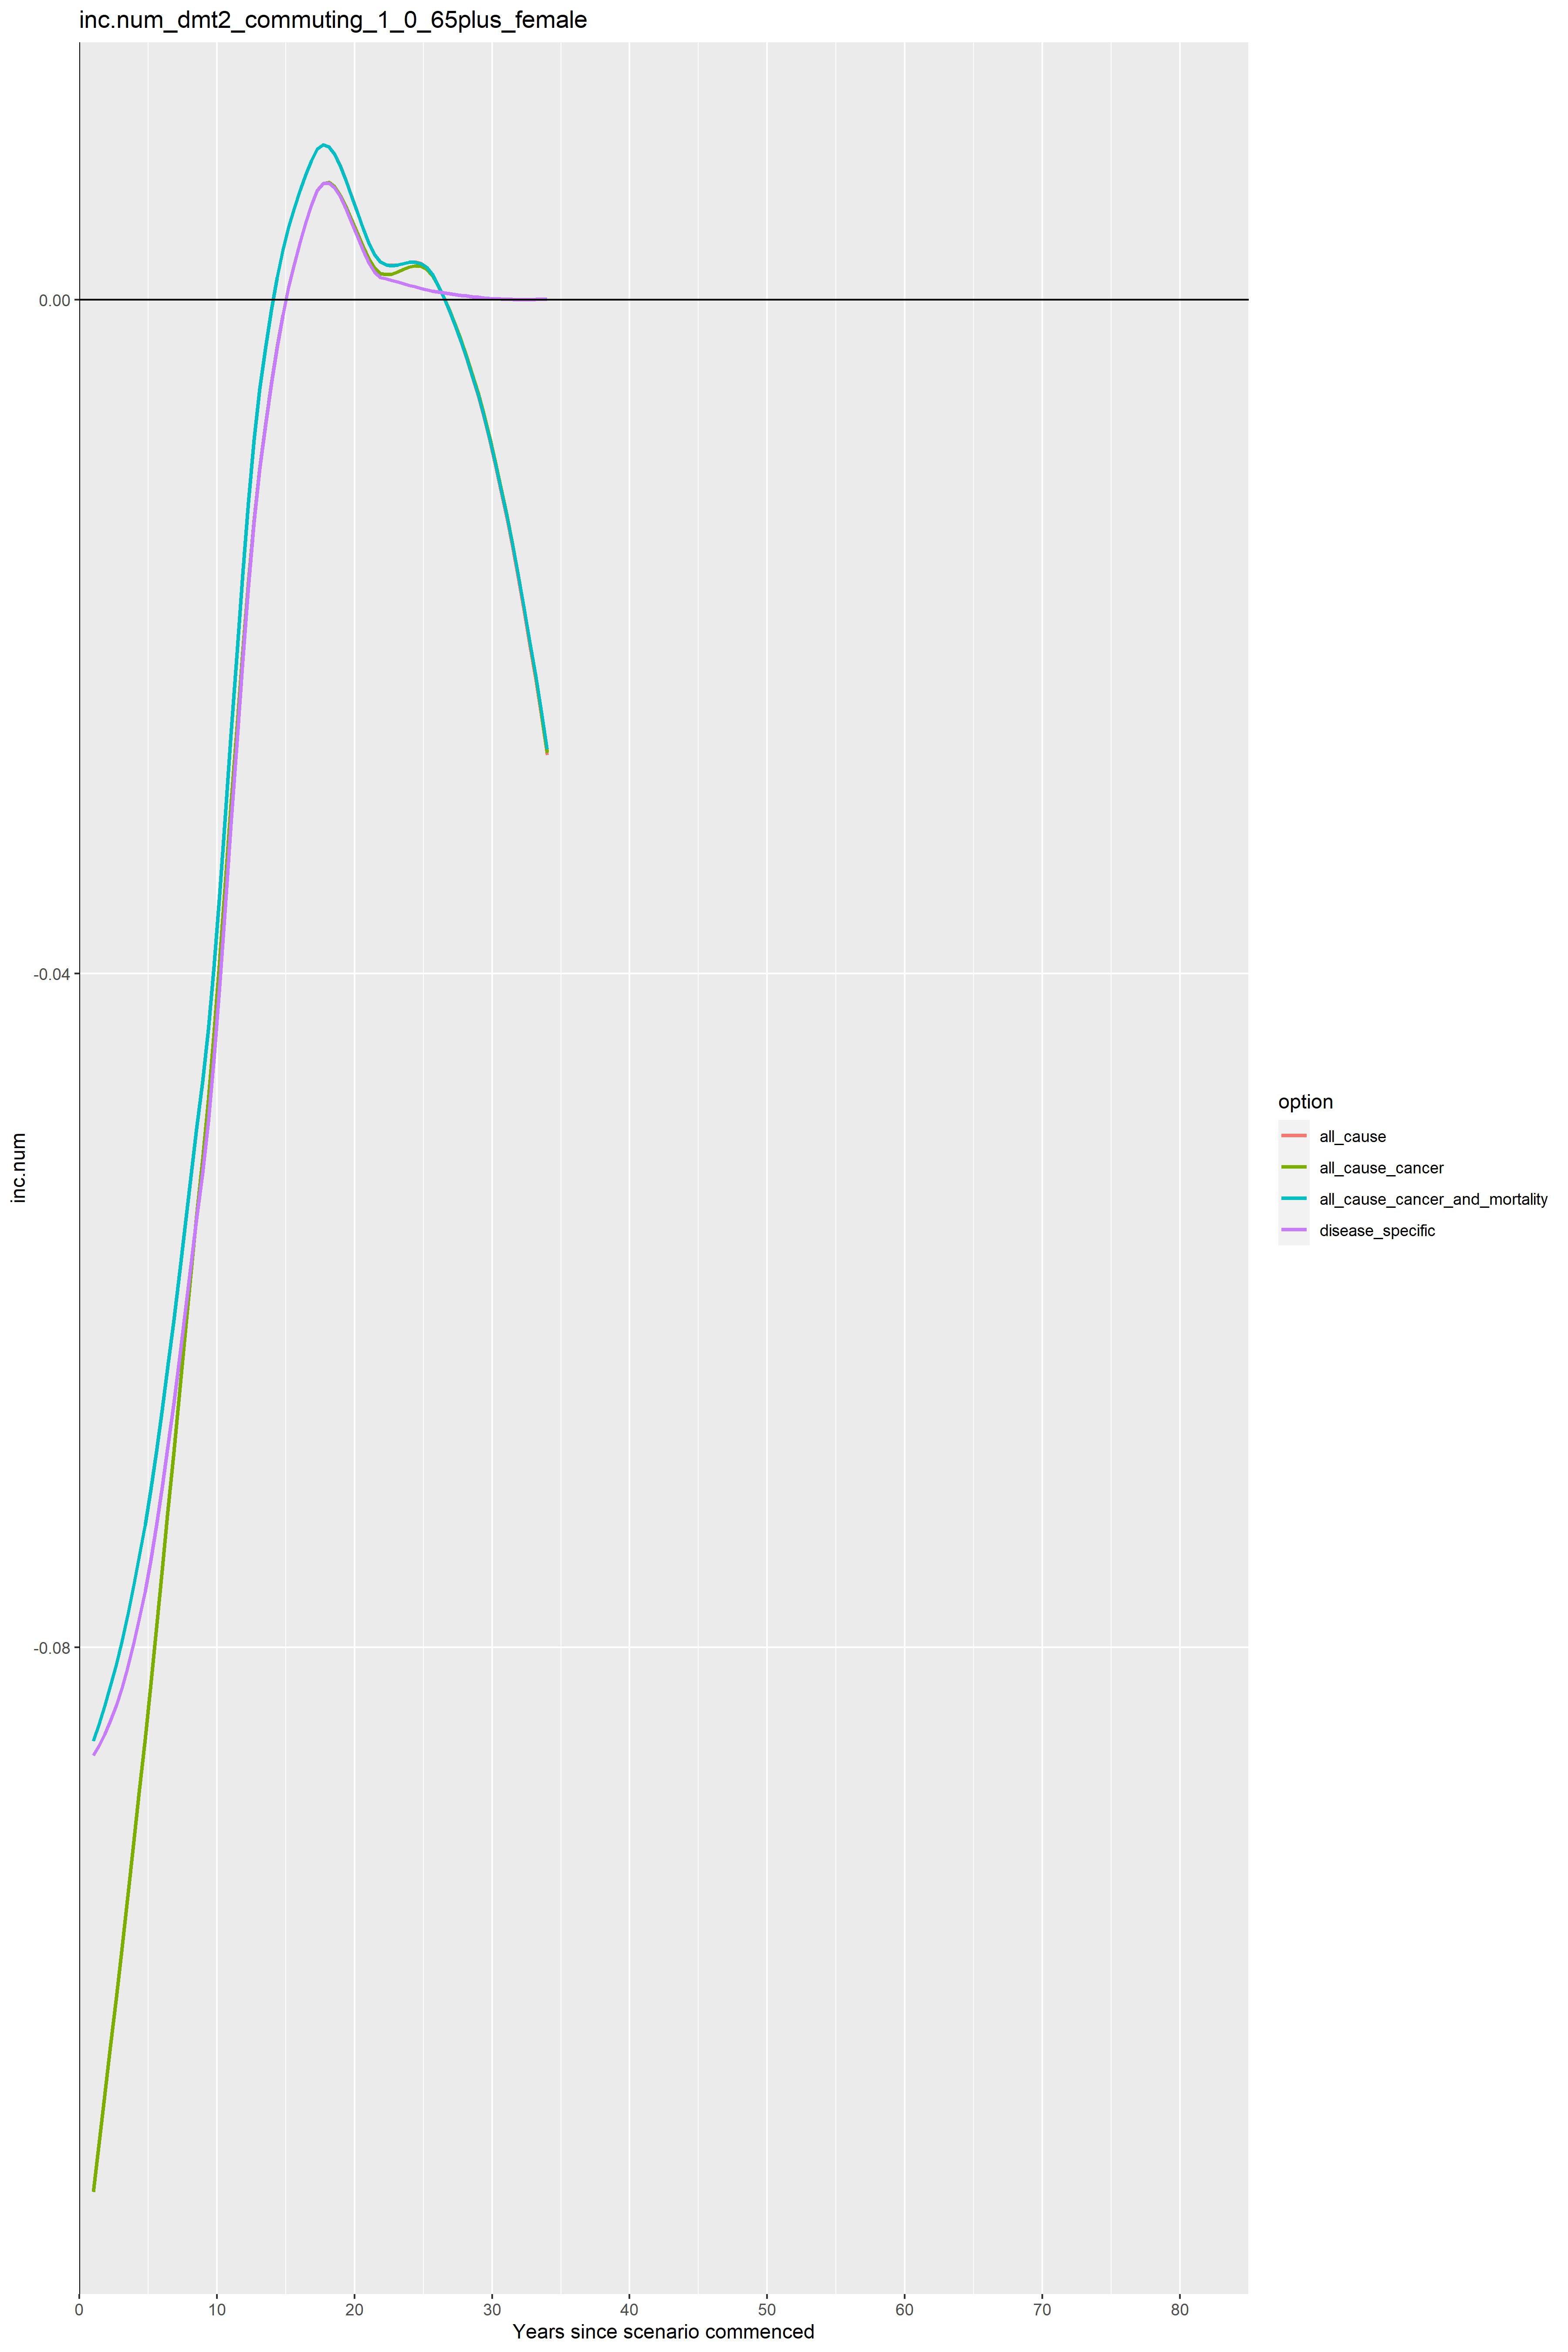 inc.num_dmt2_commuting_1_0_65plus_female
inc.num
0.00
-0.04
-0.08
0 10 20 30 40 50 60 70 80
Years since scenario commenced
option
all_cause
all_cause_cancer
all_cause_cancer_and_mortality
disease_specific